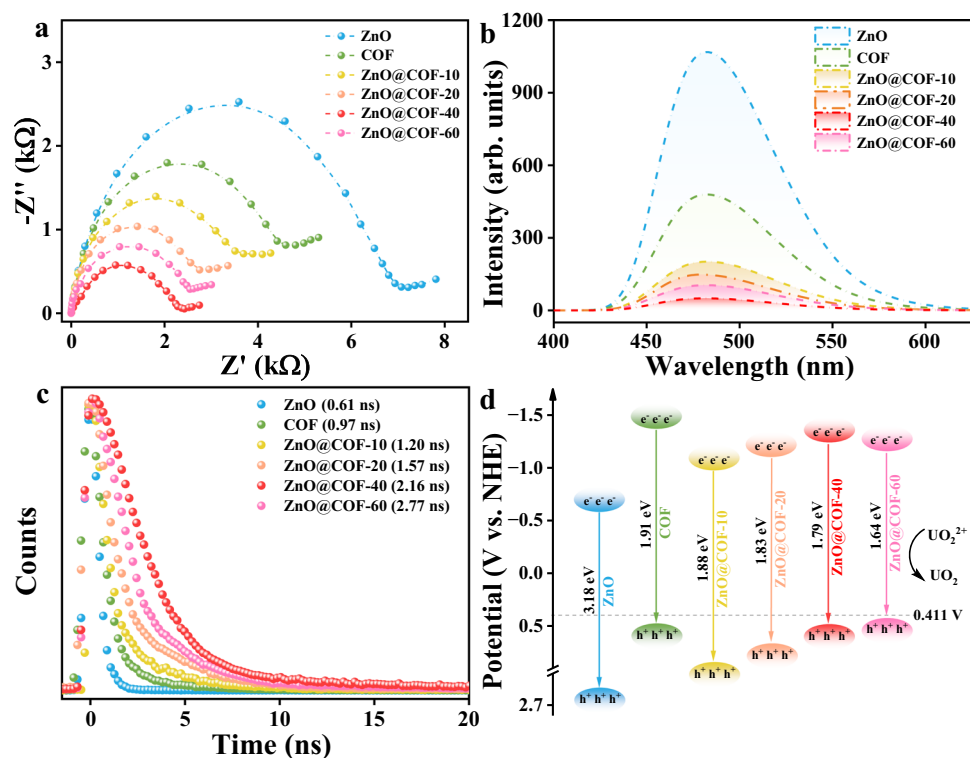 a
ZnO
COF
ZnO@COF-10
ZnO@COF-20
ZnO@COF-40
ZnO@COF-60
-Z'' (kΩ)
3
2
1
0
0 2 4 6 8
Z' (kΩ)
b
ZnO
COF
ZnO@COF-10
ZnO@COF-20
ZnO@COF-40
ZnO@COF-60
Intensity (arb. units)
1200
900
600
300
0
400 450 500 550 600
Wavelength (nm)
c
ZnO (0.61 ns)
COF (0.97 ns)
ZnO@COF-10 (1.20 ns)
ZnO@COF-20 (1.57 ns)
ZnO@COF-40 (2.16 ns)
ZnO@COF-60 (2.77 ns)
Counts
0 5 10 15 20
Time (ns)
d
Potential (V vs. NHE)
−1.5
−1.0
−0.5
0.0
0.5
2.7
e⁻ e⁻ e⁻
3.18 eV
ZnO
h⁺ h⁺ h⁺
e⁻ e⁻ e⁻
1.91 eV
COF
h⁺ h⁺ h⁺
e⁻ e⁻ e⁻
1.88 eV
ZnO@COF-10
h⁺ h⁺ h⁺
e⁻ e⁻ e⁻
1.83 eV
ZnO@COF-20
h⁺ h⁺ h⁺
e⁻ e⁻ e⁻
1.79 eV
ZnO@COF-40
h⁺ h⁺ h⁺
e⁻ e⁻ e⁻
1.64 eV
ZnO@COF-60
h⁺ h⁺ h⁺
UO₂²⁺
UO₂
0.411 V